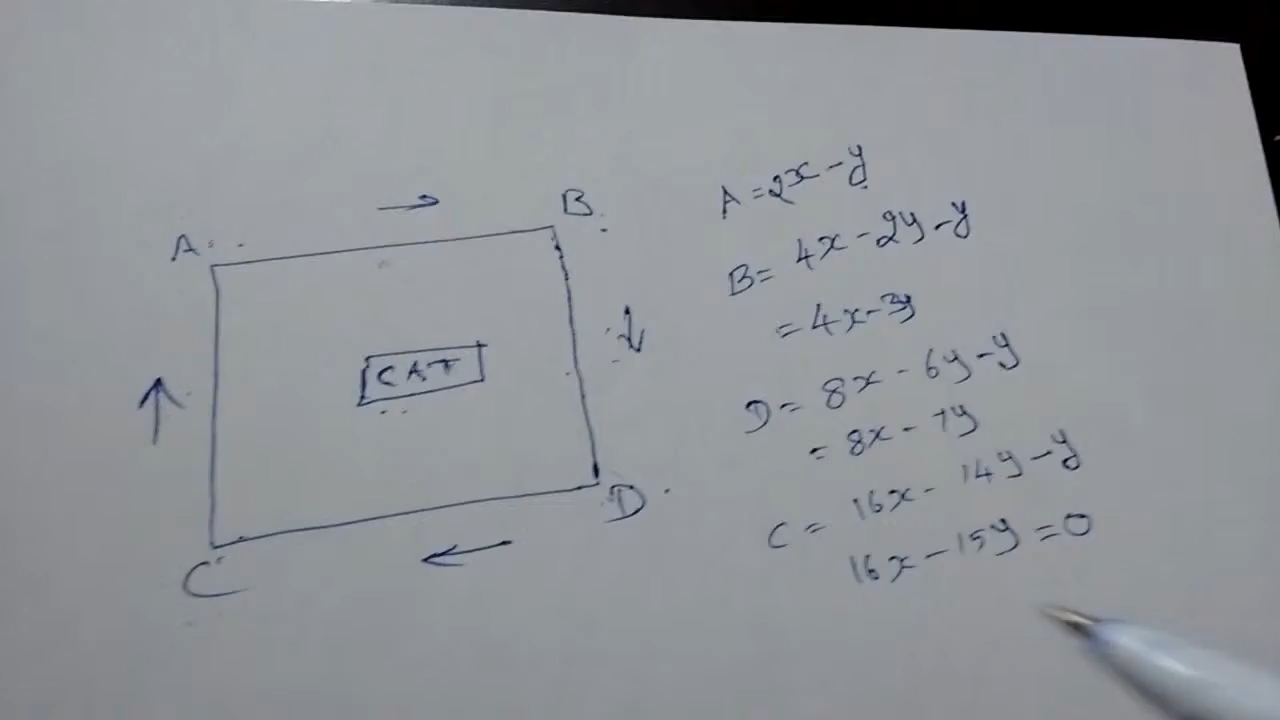 A
B
CAT
C
D
A = 2x - y
B = 4x - 2y - y
= 4x - 3y
D = 8x - 6y - y
= 8x - 7y
C = 16x - 14y - y
16x - 15y = 0